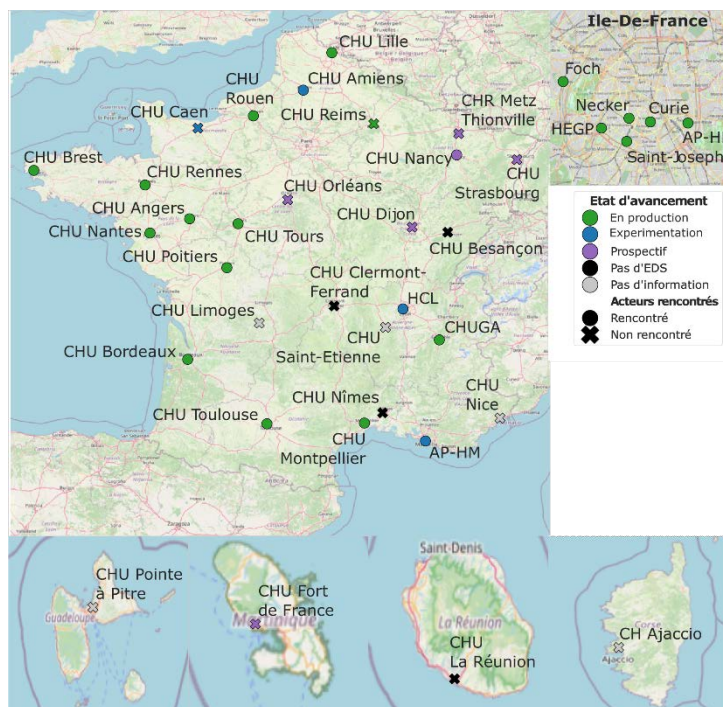 Ile-De-France
CHU Lille
CHU Amiens
CHU
Rouen
CHU Caen
CHU Reims
CHR Metz
Thionville
CHU Nancy
CHU
Strasbourg
CHU Brest
CHU Rennes
CHU Orléans
CHU Angers
CHU Dijon
CHU Nantes
CHU Tours
CHU Besançon
CHU Poitiers
CHU Clermont-
Ferrand
HCL
CHU Limoges
CHU
Saint-Etienne
CHUGA
CHU Bordeaux
CHU Nîmes
CHU
Nice
CHU Toulouse
CHU
Montpellier
AP-HM
Foch
Necker
Curie
HEGP
AP-H
Saint-Joseph
Etat d'avancement
En production
Experimentation
Prospectif
Pas d'EDS
Pas d'information
Acteurs rencontrés
Rencontré
Non rencontré
CHU Pointe
à Pitre
Guadeloupe
CHU Fort
de France
Martinique
Saint-Denis
La Réunion
CHU
La Réunion
CH Ajaccio
Corse
Ajaccio